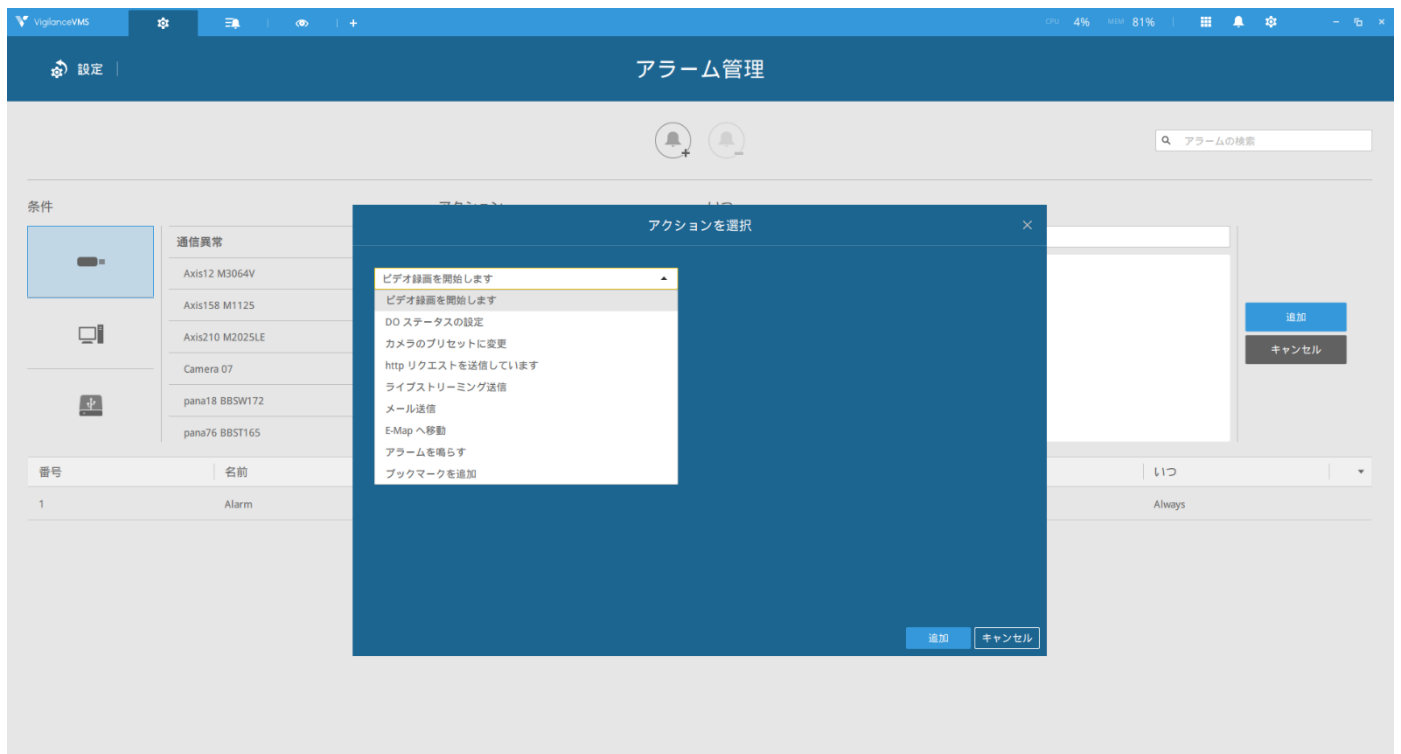 VigilanceVMS
CPU 4% MEM 81%
設定
アラーム管理
アラームの検索
条件
アクション
いつ
アクションを選択
通信異常
Axis12 M3064V
Axis158 M1125
Axis210 M2025LE
Camera 07
pana18 BBSW172
pana76 BBST165
ビデオ録画を開始します
ビデオ録画を開始します
DO ステータスの設定
カメラのプリセットに変更
http リクエストを送信しています
ライブストリーミング送信
メール送信
E-Map へ移動
アラームを鳴らす
ブックマークを追加
追加
キャンセル
番号 名前 いつ
1 Alarm Always
追加 キャンセル